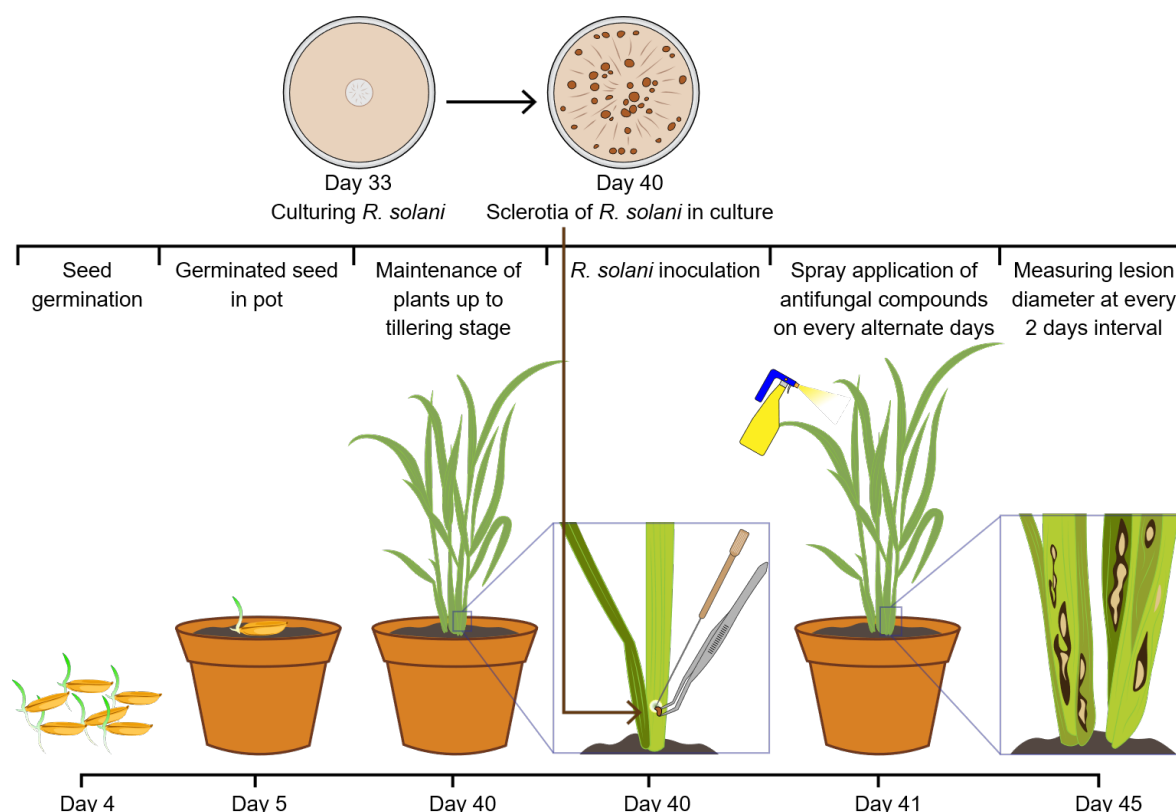 Day 33
Culturing R. solani
Day 40
Sclerotia of R. solani in culture
Seed
germination
Germinated seed
in pot
Maintenance of
plants up to
tillering stage
R. solani inoculation
Spray application of
antifungal compounds
on every alternate days
Measuring lesion
diameter at every
2 days interval
Day 4
Day 5
Day 40
Day 40
Day 41
Day 45